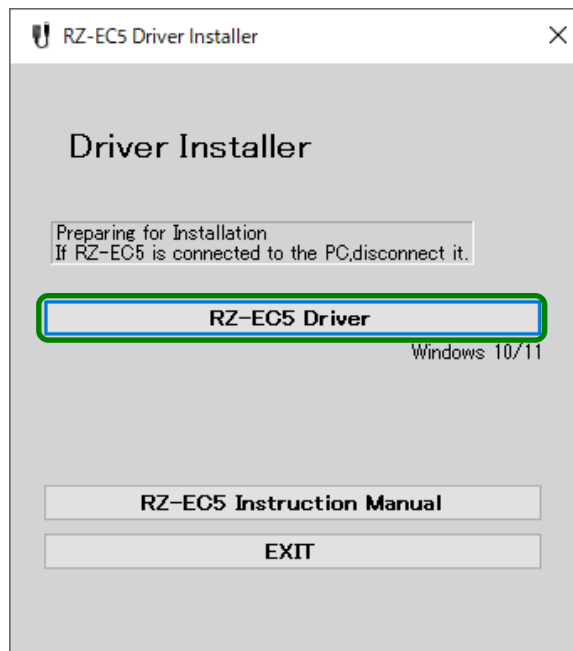 RZ-EC5 Driver Installer
Driver Installer
Preparing for Installation
If RZ-EC5 is connected to the PC,disconnect it.
RZ-EC5 Driver
Windows 10/11
RZ-EC5 Instruction Manual
EXIT